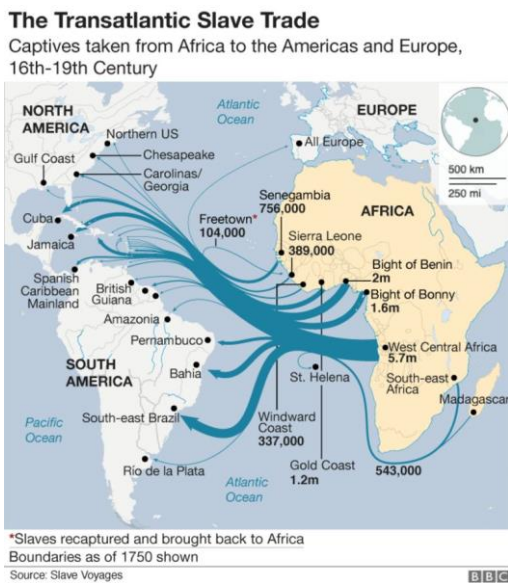 The Transatlantic Slave Trade
Captives taken from Africa to the Americas and Europe,
16th-19th Century
NORTH
AMERICA
Atlantic
Ocean
EUROPE
Northern US
All Europe
Gulf Coast
Chesapeake
Carolinas/
Georgia
500 km
250 mi
Senegambia
756,000
AFRICA
Cuba
Freetown*
104,000
Sierra Leone
389,000
Jamaica
Bight of Benin
2m
Spanish
Caribbean
Mainland
British
Guiana
Bight of Bonny
1.6m
Amazonia
Pernambuco
West Central Africa
5.7m
SOUTH
AMERICA
Bahia
St. Helena
South-east
Africa
Madagascar
Pacific
Ocean
South-east Brazil
Windward
Coast
337,000
Río de la Plata
Atlantic
Ocean
Gold Coast
1.2m
543,000
*Slaves recaptured and brought back to Africa
Boundaries as of 1750 shown
Source: Slave Voyages
BBC